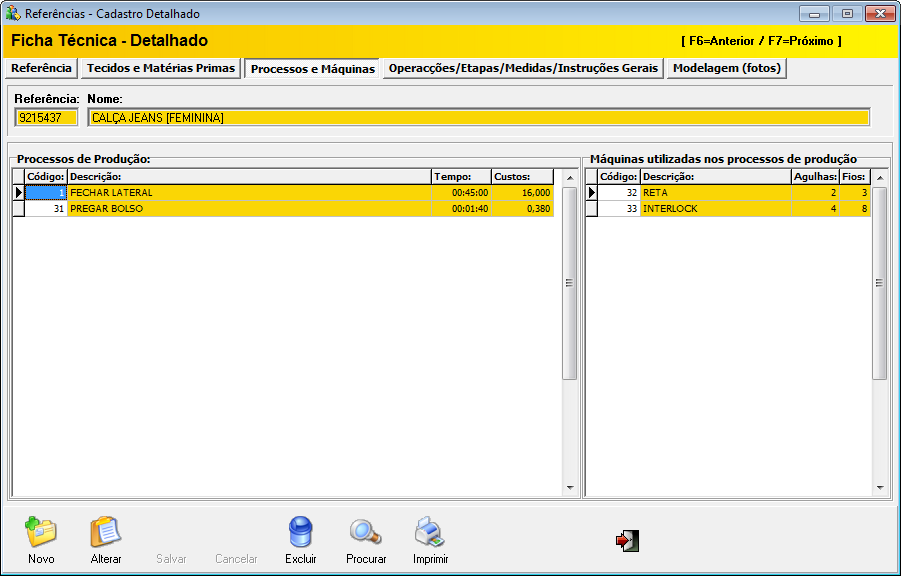 Referências - Cadastro Detalhado
Ficha Técnica - Detalhado [ F6=Anterior / F7=Próximo ]
Referência Tecidos e Matérias Primas Processos e Máquinas Operacções/Etapas/Medidas/Instruções Gerais Modelagem (fotos)
Referência: Nome:
9215437 CALÇA JEANS [FEMININA]
Processos de Produção: Máquinas utilizadas nos processos de produção
Código: Descrição: Tempo: Custos: Código: Descrição: Agulhas: Fios:
1 FECHAR LATERAL 00:45:00 16,000 32 RETA 2 3
31 PREGAR BOLSO 00:01:40 0,380 33 INTERLOCK 4 8
Novo Alterar Salvar Cancelar Excluir Procurar Imprimir